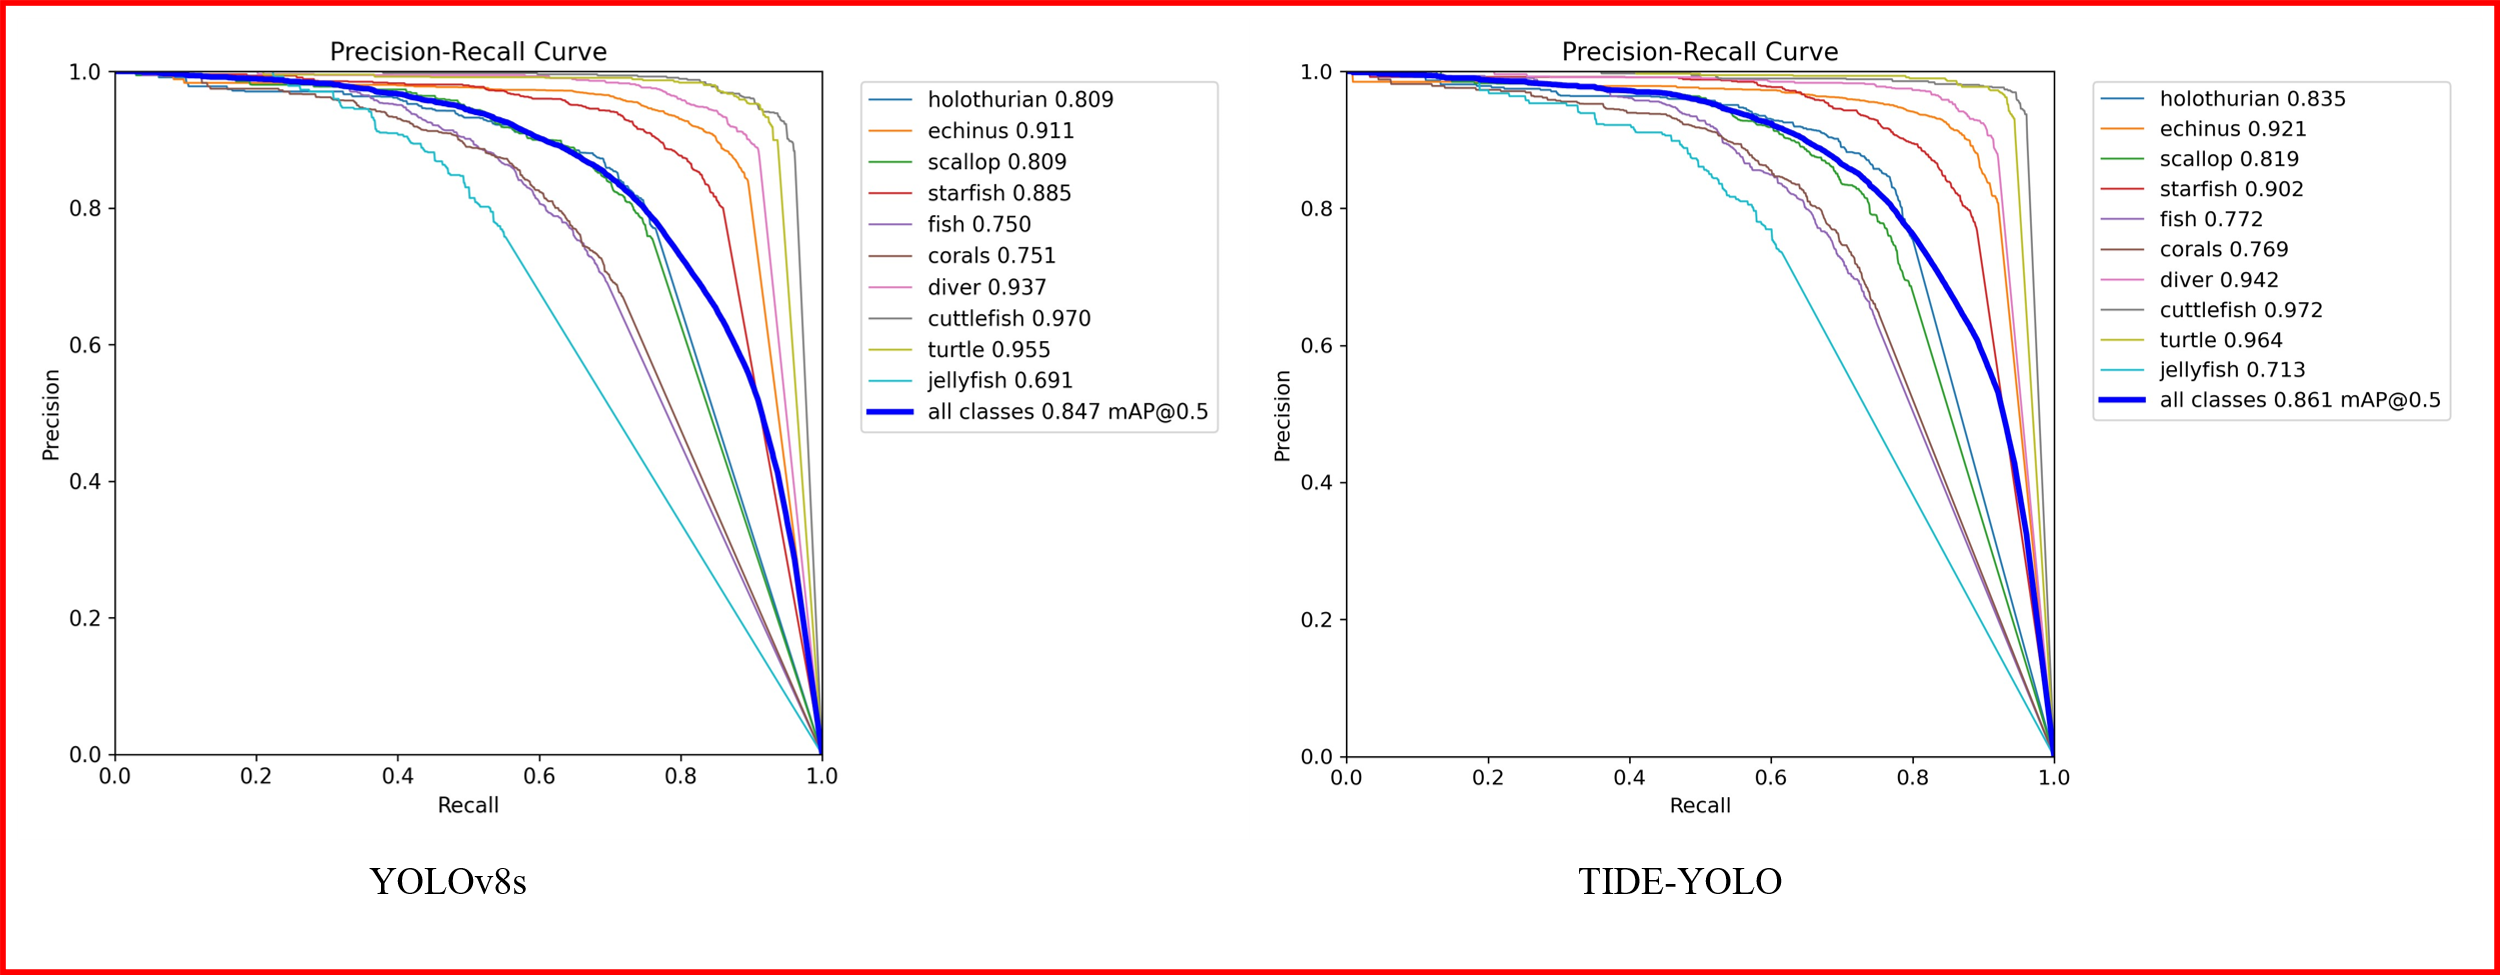 Precision-Recall Curve
1.0
0.8
0.6
0.4
0.2
0.0
Precision
0.0 0.2 0.4 0.6 0.8 1.0
Recall
holothurian 0.809
echinus 0.911
scallop 0.809
starfish 0.885
fish 0.750
corals 0.751
diver 0.937
cuttlefish 0.970
turtle 0.955
jellyfish 0.691
all classes 0.847 mAP@0.5
YOLOv8s
Precision-Recall Curve
1.0
0.8
0.6
0.4
0.2
0.0
Precision
0.0 0.2 0.4 0.6 0.8 1.0
Recall
holothurian 0.835
echinus 0.921
scallop 0.819
starfish 0.902
fish 0.772
corals 0.769
diver 0.942
cuttlefish 0.972
turtle 0.964
jellyfish 0.713
all classes 0.861 mAP@0.5
TIDE-YOLO